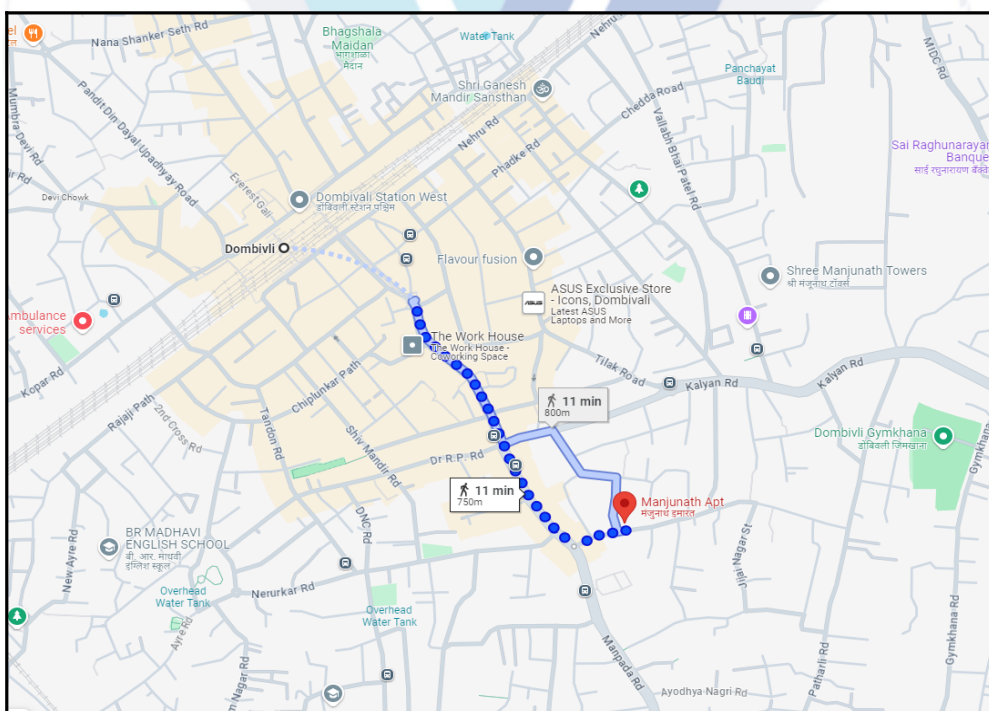 el
Nana Shanker Seth Rd
Bhagshala
Maidan
भागशाळा
मैदान
Water Tank
Nehru Rd
MIDC Rd
Panchayat
Baudi
Shri Ganesh
Mandir Sansthan
Chedda Road
Mumbra Devi Rd
Pandit Din Dayal Upadhyay Road
Nehru Rd
Phadke Rd
Vallabh Bhai Patel Rd
Sai Raghunarayan
Banque
Devi Chowk
Everest Gali
Dombivali Station West
डोंबिवली स्टेशन पश्चिम
Dombivli
Flavour fusion
Shree Manjunath Towers
श्री मंजुनाथ टॉवर्स
ASUS Exclusive Store
- Icons, Dombivali
Latest ASUS
Laptops and More
Ambulance
services
The Work House
The Work House -
Coworking Space
Kopar Rd
Chiplunkar Path
Tilak Road
Kalyan Rd
Kalyan Rd
Rajaji Path
2nd Cross Rd
Tandon Rd
Shiv Mandir Rd
11 min
800m
Dr R.P. Rd
Dombivli Gymkhana
डोंबिवली जिमखाना
Gymkhana
11 min
750m
Manjunath Apt
मंजुनाथ इमारत
DNC Rd
BR MADHAVI
ENGLISH SCHOOL
बी. आर. माधवी
इंग्लिश स्कूल
New Ayre Rd
Jijai Nagar St
Nerurkar Rd
Overhead
Water Tank
Overhead
Water Tank
Ayre Rd
Nagar Rd
Manpada Rd
Ayodhya Nagri Rd
Patharli Rd
Gymkhana Rd